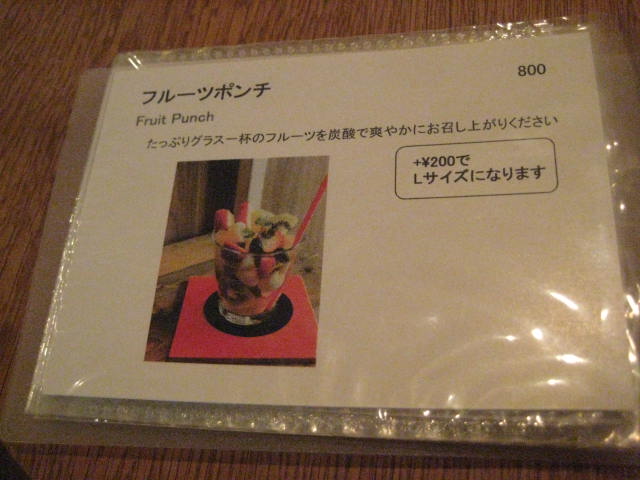 フルーツポンチ
800
Fruit Punch
たっぷりグラス一杯のフルーツを炭酸で爽やかにお召し上がりください
+¥200で
Lサイズになります